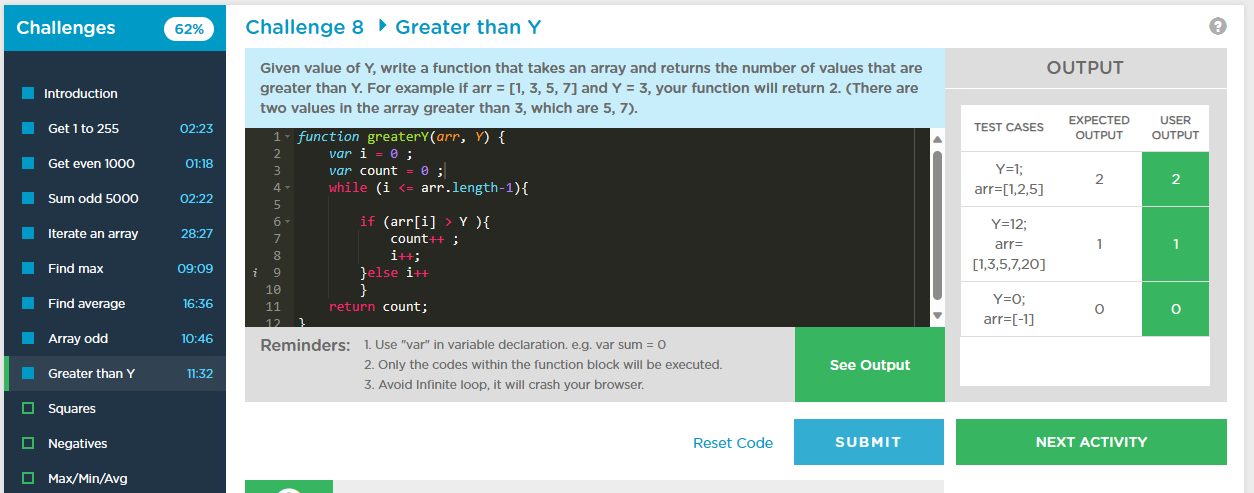 Challenges
62%
Introduction
Get 1 to 255 02:23
Get even 1000 01:18
Sum odd 5000 02:22
Iterate an array 28:27
Find max 09:09
Find average 16:36
Array odd 10:46
Greater than Y 11:32
Squares
Negatives
Max/Min/Avg
Challenge 8 Greater than Y
?
Given value of Y, write a function that takes an array and returns the number of values that are
greater than Y. For example if arr = [1, 3, 5, 7] and Y = 3, your function will return 2. (There are
two values in the array greater than 3, which are 5, 7).
1 function greaterY(arr, Y) {
2 var i = 0 ;
3 var count = 0 ;
4 while (i <= arr.length-1){
5
6 if (arr[i] > Y ){
7 count++ ;
8 i++;
i 9 }else i++
10 }
11 return count;
12 }
Reminders: 1. Use "var" in variable declaration. e.g. var sum = 0
2. Only the codes within the function block will be executed.
3. Avoid Infinite loop, it will crash your browser.
See Output
Reset Code
SUBMIT
OUTPUT
TEST CASES EXPECTED OUTPUT USER OUTPUT
Y=1;
arr=[1,2,5]
2 2
Y=12;
arr=
[1,3,5,7,20]
1 1
Y=0;
arr=[-1]
0 0
NEXT ACTIVITY